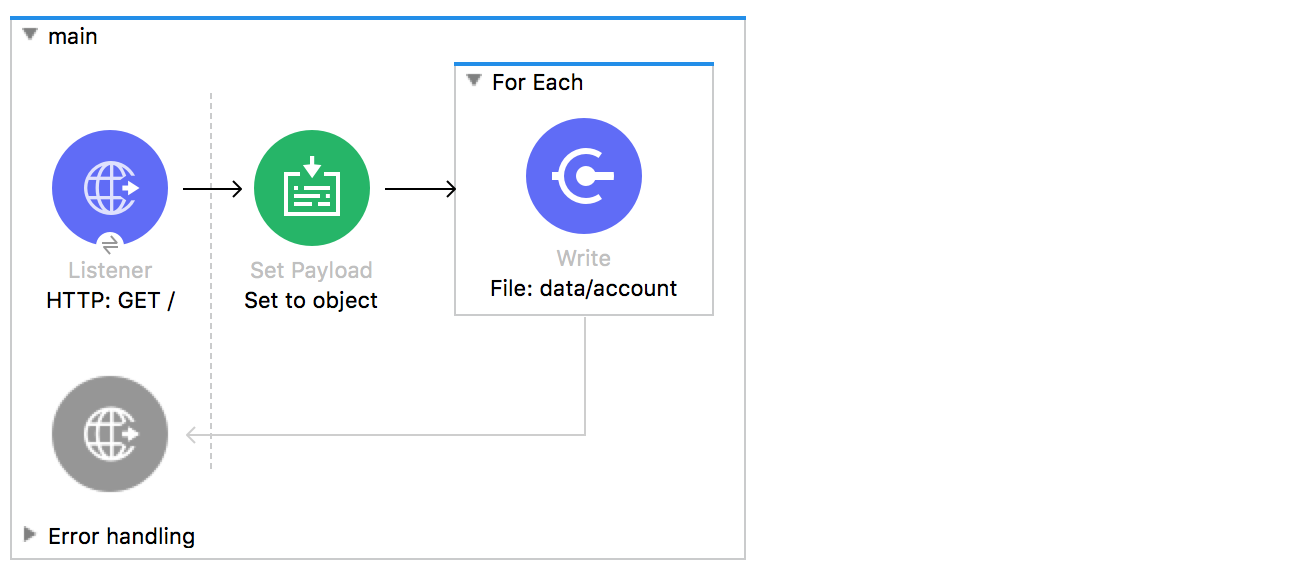 main
For Each
Listener
HTTP: GET /
Set Payload
Set to object
Write
File: data/account
Error handling